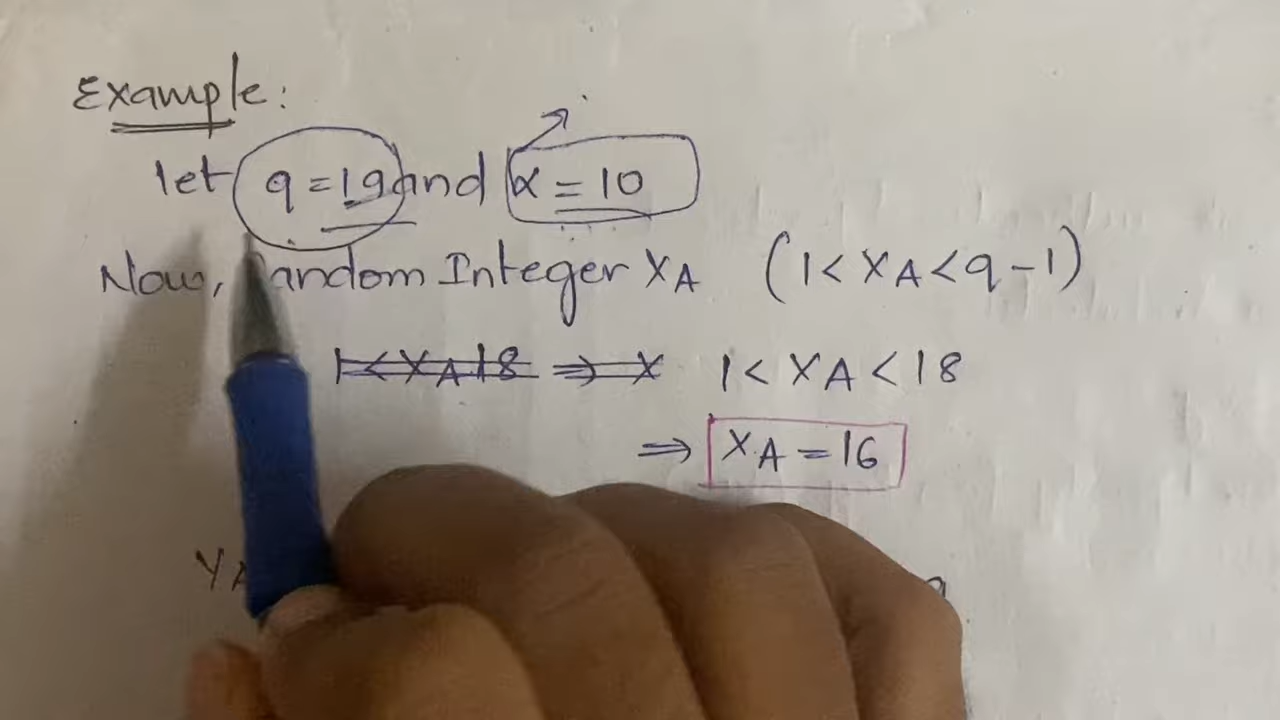 Example:
let q = 19 and α = 10
Now, Random Integer XA (1 < XA < q - 1)
1 < XA 18 ⇒ X 1 < XA < 18
⇒ XA = 16
YA